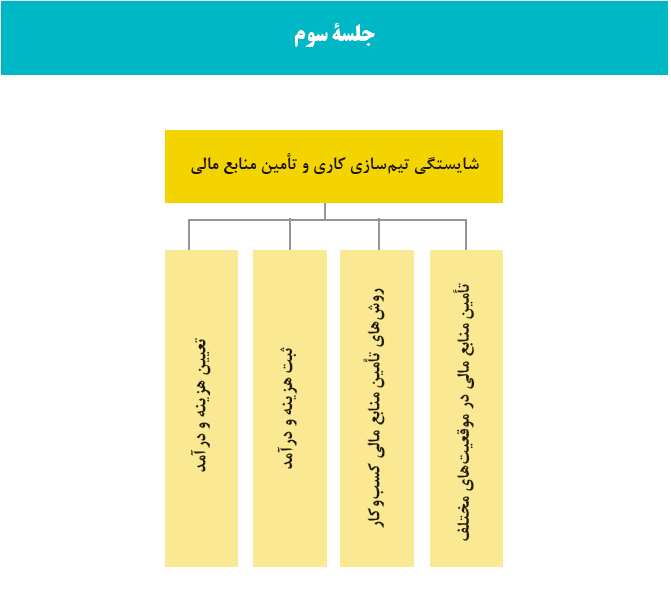 جلسهٔ سوم
شایستگی تیم‌سازی کاری و تأمین منابع مالی
تأمین منابع مالی در موقعیت‌های مختلف
روش‌های تأمین منابع مالی کسب‌وکار
ثبت هزینه و درآمد
تعیین هزینه و درآمد